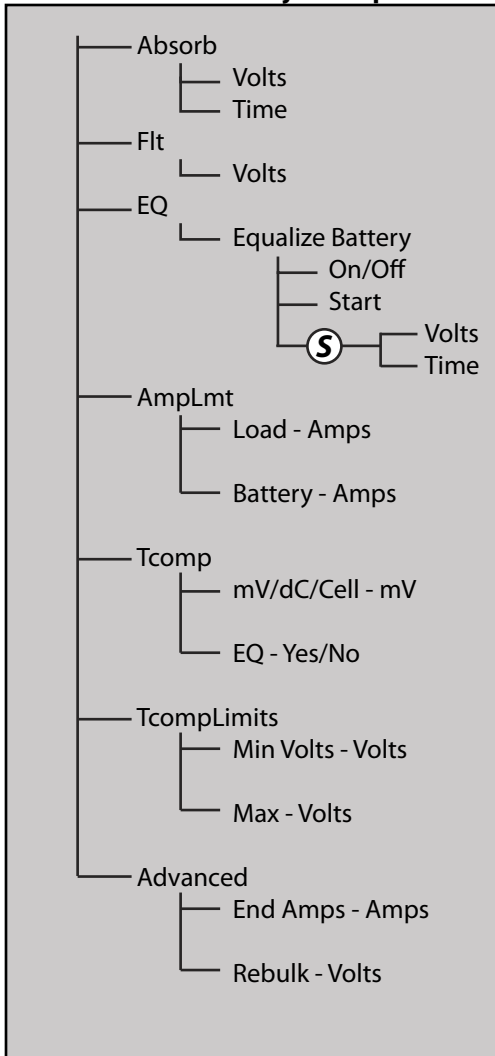 Absorb
Volts
Time
Flt
Volts
EQ
Equalize Battery
On/Off
Start
S
Volts
Time
AmpLmt
Load - Amps
Battery - Amps
Tcomp
mV/dC/Cell - mV
EQ - Yes/No
TcompLimits
Min Volts - Volts
Max - Volts
Advanced
End Amps - Amps
Rebulk - Volts